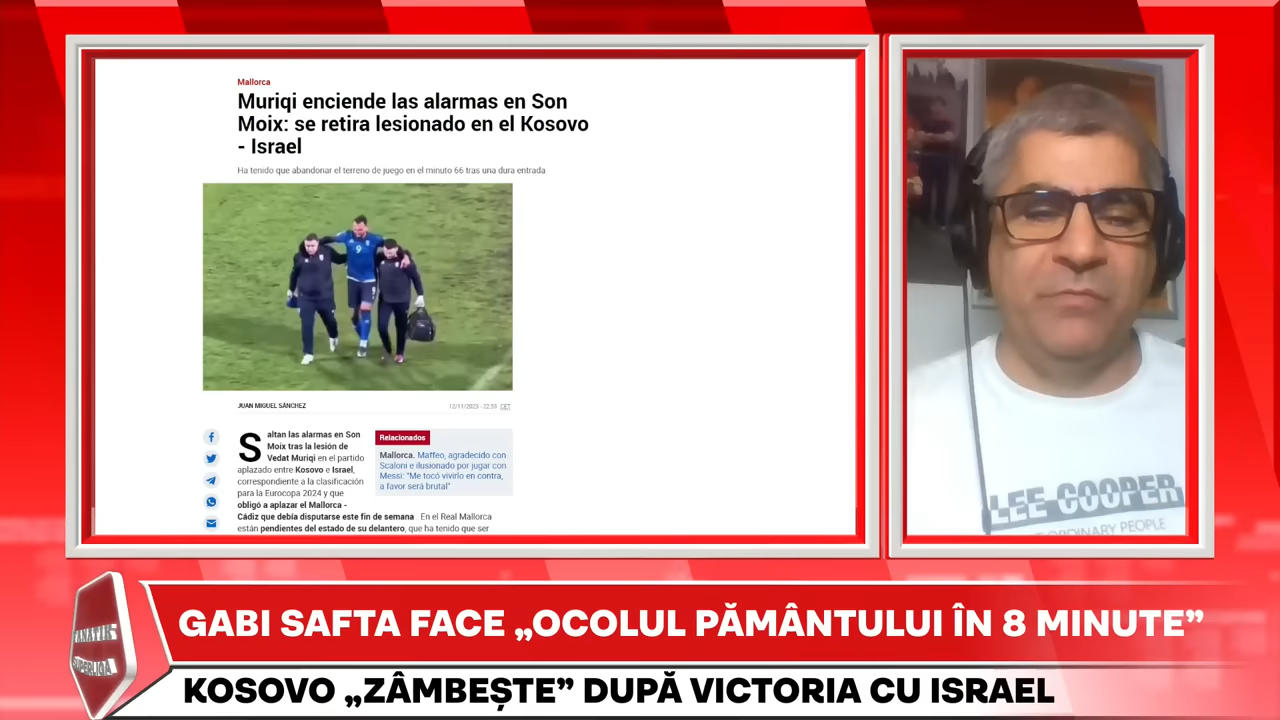 Mallorca
Muriqi enciende las alarmas en Son
Moix: se retira lesionado en el Kosovo
- Israel
Ha tenido que abandonar el terreno de juego en el minuto 66 tras una dura entrada
9
JUAN MIGUEL SÁNCHEZ
12/11/2023 - 22:59 CET
Saltan las alarmas en Son
Moix tras la lesión de
Vedat Muriqi en el partido
aplazado entre Kosovo e Israel,
correspondiente a la clasificación
para la Eurocopa 2024 y que
obligó a aplazar el Mallorca -
Cádiz que debía disputarse este fin de semana. En el Real Mallorca
están pendientes del estado de su delantero, que ha tenido que ser
Relacionados
Mallorca. Maffeo, agradecido con
Scaloni e ilusionado por jugar con
Messi: "Me tocó vivirlo en contra,
a favor será brutal"
LEE COOPER
ORDINARY PEOPLE
FANATIK
SUPERLIGA
GABI SAFTA FACE „OCOLUL PĂMÂNTULUI ÎN 8 MINUTE”
KOSOVO „ZÂMBEȘTE” DUPĂ VICTORIA CU ISRAEL